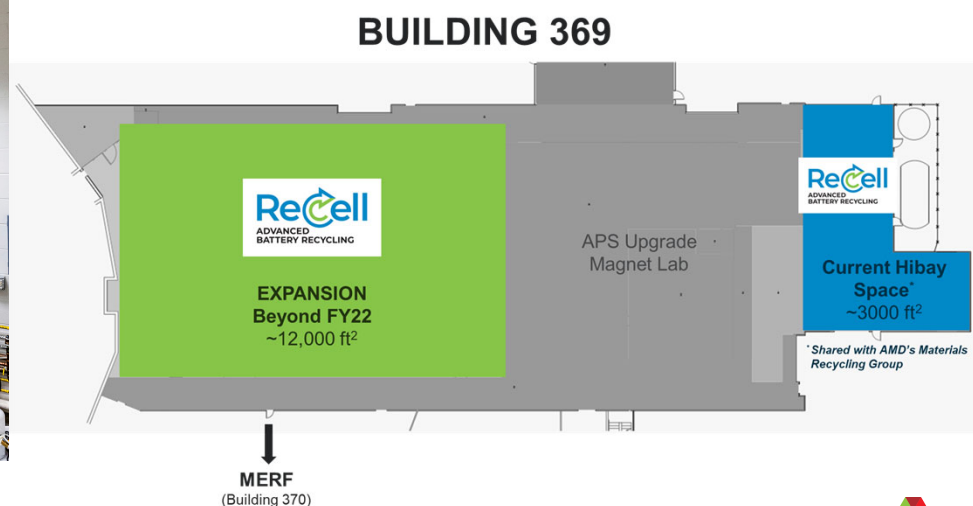 BUILDING 369
ReCell
ADVANCED
BATTERY RECYCLING
EXPANSION
Beyond FY22
~12,000 ft²
APS Upgrade
Magnet Lab
ReCell
ADVANCED
BATTERY RECYCLING
Current Hibay
Space*
~3000 ft²
*Shared with AMD's Materials
Recycling Group
MERF
(Building 370)